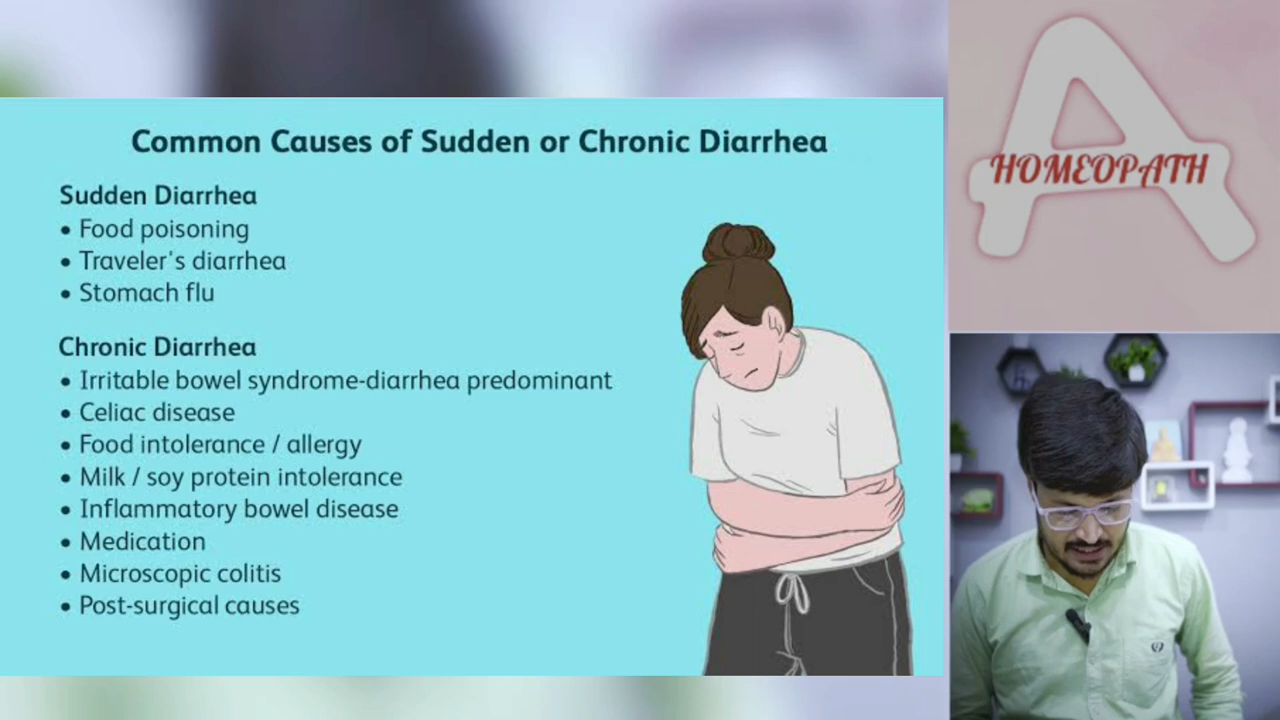 Common Causes of Sudden or Chronic Diarrhea
Sudden Diarrhea
• Food poisoning
• Traveler's diarrhea
• Stomach flu
Chronic Diarrhea
• Irritable bowel syndrome-diarrhea predominant
• Celiac disease
• Food intolerance / allergy
• Milk / soy protein intolerance
• Inflammatory bowel disease
• Medication
• Microscopic colitis
• Post-surgical causes
A
HOMEOPATH